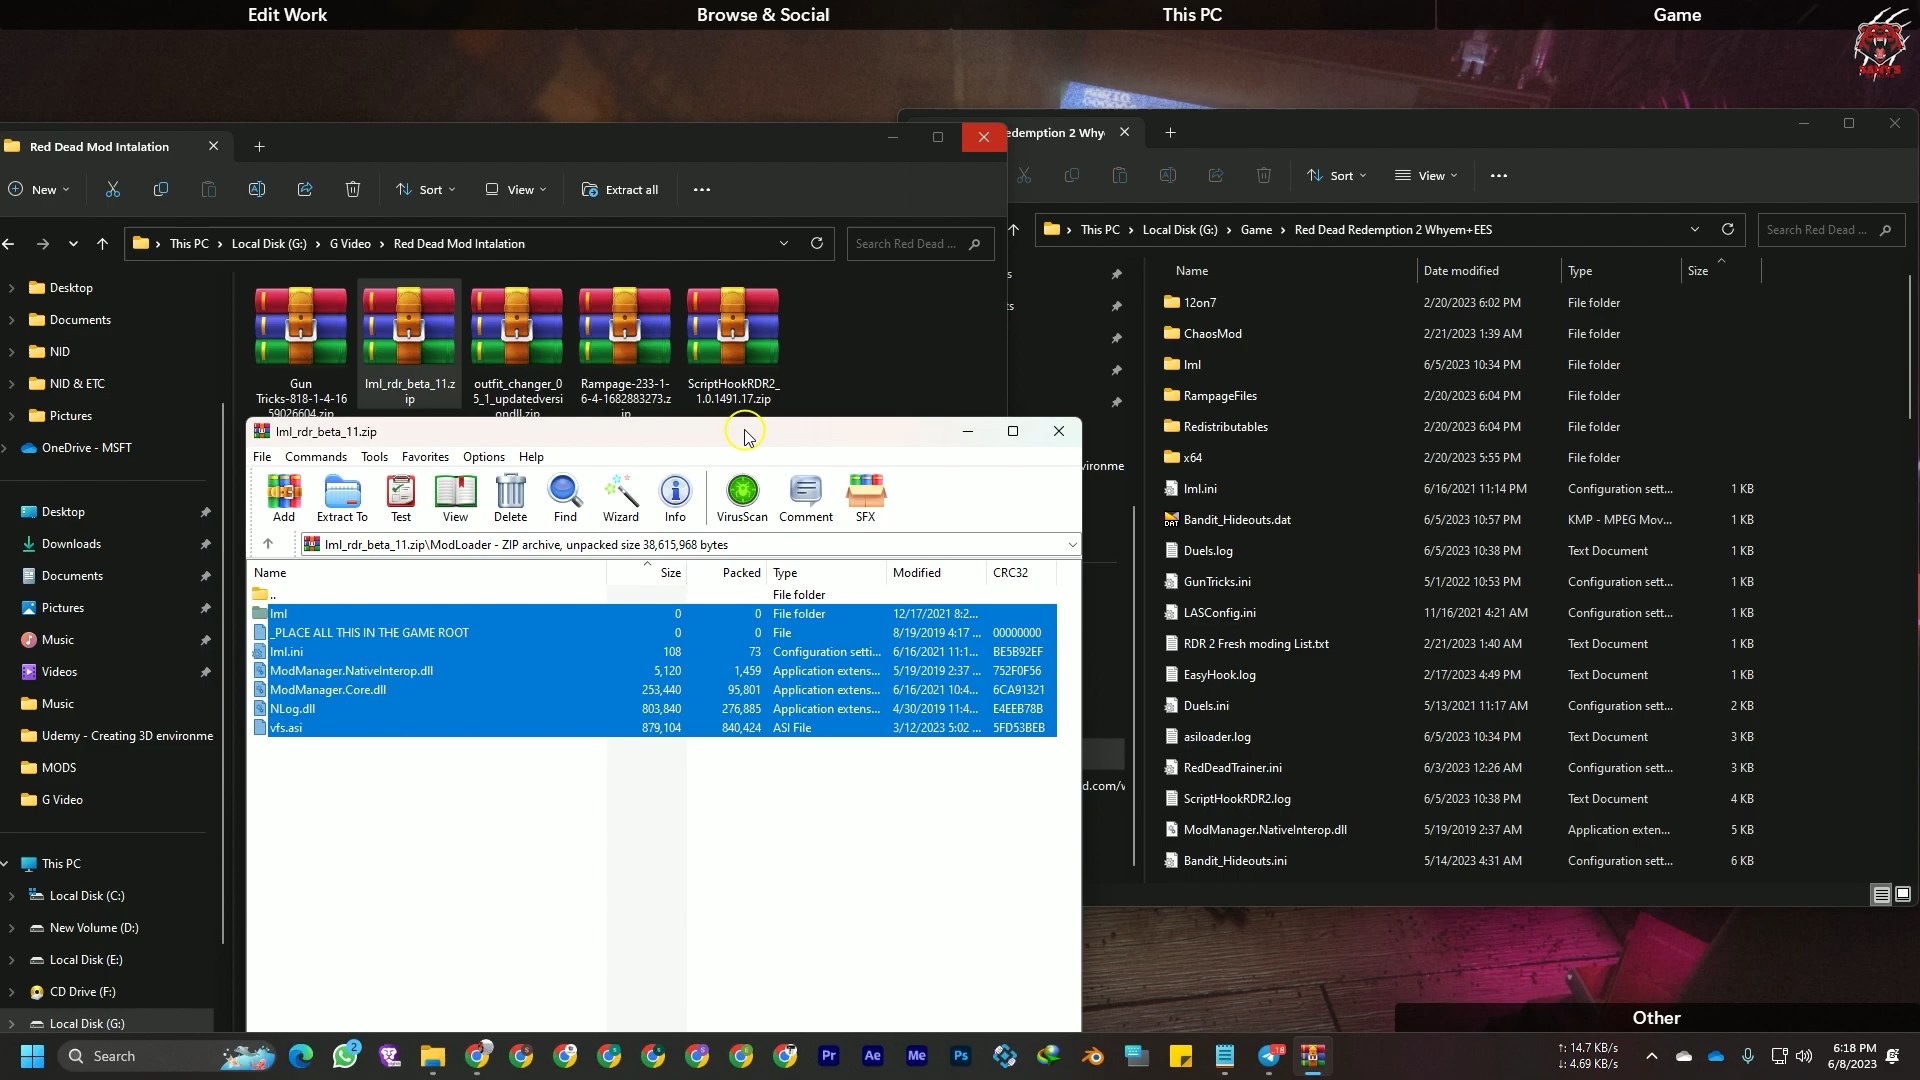 Edit Work
Browse & Social
This PC
Game
Red Dead Mod Intalation
New
Sort
View
Extract all
This PC > Local Disk (G:) > G Video > Red Dead Mod Intalation
Search Red Dead ...
Desktop
Documents
NID
NID & ETC
Pictures
OneDrive - MSFT
Desktop
Downloads
Documents
Pictures
Music
Videos
Music
Udemy - Creating 3D environme
MODS
G Video
This PC
Local Disk (C:)
New Volume (D:)
Local Disk (E:)
CD Drive (F:)
Local Disk (G:)
Gun
Tricks-818-1-4-16
59026604.zip
lml_rdr_beta_11.z
ip
outfit_changer_0
5_1_updatedversi
ondll.zip
Rampage-233-1-
6-4-1682883273.z
ip
ScriptHookRDR2_
1.0.1491.17.zip
lml_rdr_beta_11.zip
File Commands Tools Favorites Options Help
Add Extract To Test View Delete Find Wizard Info VirusScan Comment SFX
lml_rdr_beta_11.zip\ModLoader - ZIP archive, unpacked size 38,615,968 bytes
Name Size Packed Type Modified CRC32
.. File folder
lml 0 0 File folder 12/17/2021 8:2...
_PLACE ALL THIS IN THE GAME ROOT 0 0 File 8/19/2019 4:17 ... 00000000
lml.ini 108 73 Configuration setti... 6/16/2021 11:1... BE5B92EF
ModManager.NativeInterop.dll 5,120 1,459 Application extens... 5/19/2019 2:37 ... 752F0F56
ModManager.Core.dll 253,440 95,801 Application extens... 6/16/2021 10:4... 6CA91321
NLog.dll 803,840 276,885 Application extens... 4/30/2019 11:4... E4EEB78B
vfs.asi 879,104 840,424 ASI File 3/12/2023 5:02 ... 5FD53BEB
edemption 2 Why
Sort
View
This PC > Local Disk (G:) > Game > Red Dead Redemption 2 Whyem+EES
Search Red Dead ...
vironme
d.com/v
Name Date modified Type Size
12on7 2/20/2023 6:02 PM File folder
ChaosMod 2/21/2023 1:39 AM File folder
lml 6/5/2023 10:34 PM File folder
RampageFiles 2/20/2023 6:04 PM File folder
Redistributables 2/20/2023 6:04 PM File folder
x64 2/20/2023 5:55 PM File folder
lml.ini 6/16/2021 11:14 PM Configuration sett... 1 KB
Bandit_Hideouts.dat 6/5/2023 10:57 PM KMP - MPEG Mov... 1 KB
Duels.log 6/5/2023 10:38 PM Text Document 1 KB
GunTricks.ini 5/1/2022 10:53 PM Configuration sett... 1 KB
LASConfig.ini 11/16/2021 4:21 AM Configuration sett... 1 KB
RDR 2 Fresh moding List.txt 2/21/2023 1:40 AM Text Document 1 KB
EasyHook.log 2/17/2023 4:49 PM Text Document 1 KB
Duels.ini 5/13/2021 11:17 AM Configuration sett... 2 KB
asiloader.log 6/5/2023 10:34 PM Text Document 3 KB
RedDeadTrainer.ini 6/3/2023 12:26 AM Configuration sett... 3 KB
ScriptHookRDR2.log 6/5/2023 10:38 PM Text Document 4 KB
ModManager.NativeInterop.dll 5/19/2019 2:37 AM Application exten... 5 KB
Bandit_Hideouts.ini 5/14/2023 4:31 AM Configuration sett... 6 KB
Other
Search
2
Pr
Ae
Me
Ps
18
↑: 14.7 KB/s
↓: 4.69 KB/s
6:18 PM
6/8/2023